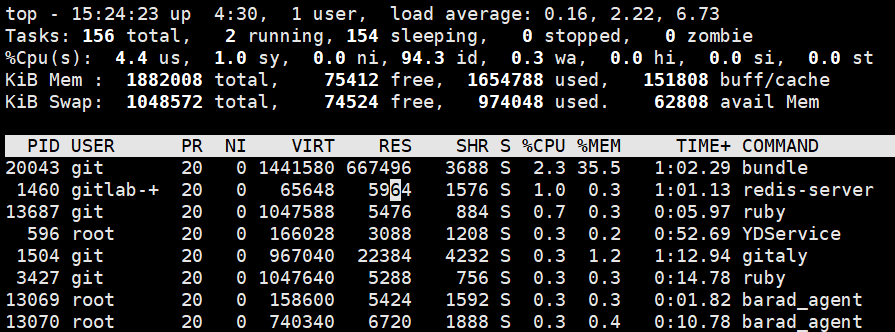 top - 15:24:23 up  4:30,  1 user,  load average: 0.16, 2.22, 6.73
Tasks: 156 total,   2 running, 154 sleeping,   0 stopped,   0 zombie
%Cpu(s):  4.4 us,  1.0 sy,  0.0 ni, 94.3 id,  0.3 wa,  0.0 hi,  0.0 si,  0.0 st
KiB Mem :  1882008 total,    75412 free,  1654788 used,   151808 buff/cache
KiB Swap:  1048572 total,    74524 free,   974048 used.    62808 avail Mem
  PID USER      PR  NI    VIRT    RES    SHR S %CPU %MEM     TIME+ COMMAND
20043 git       20   0 1441580 667496   3688 S  2.3 35.5   1:02.29 bundle
 1460 gitlab-+  20   0   65648   5964   1576 S  1.0  0.3   1:01.13 redis-server
13687 git       20   0 1047588   5476    884 S  0.7  0.3   0:05.97 ruby
  596 root      20   0  166028   3088   1208 S  0.3  0.2   0:52.69 YDService
 1504 git       20   0  967040  22384   4232 S  0.3  1.2   1:12.94 gitaly
 3427 git       20   0 1047640   5288    756 S  0.3  0.3   0:14.78 ruby
13069 root      20   0  158600   5424   1592 S  0.3  0.3   0:01.82 barad_agent
13070 root      20   0  740340   6720   1888 S  0.3  0.4   0:10.78 barad_agent